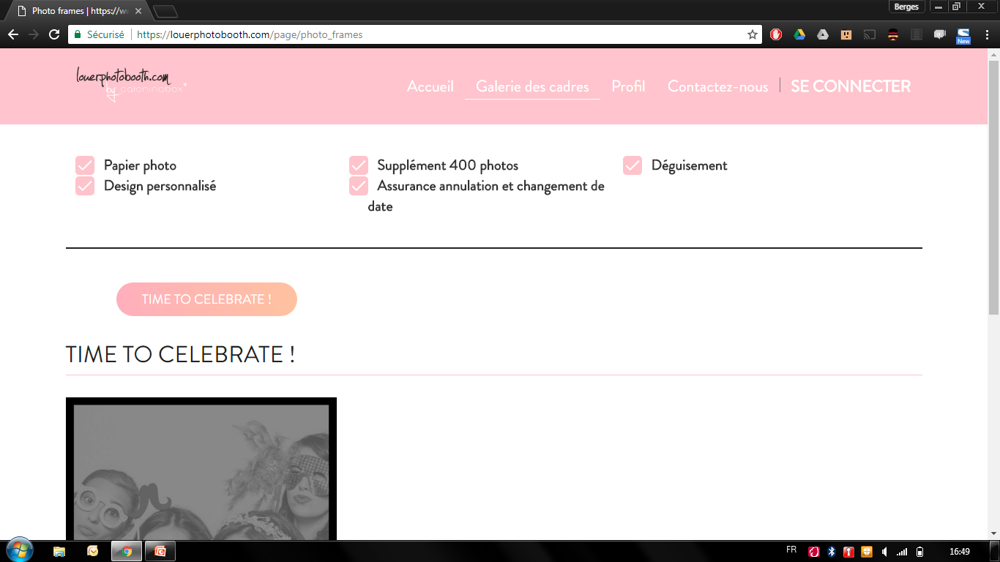 Photo frames | https://w
Berges
Sécurisé
https://louerphotobooth.com/page/photo_frames
New
louerphotobooth.com
by
Accueil
Galerie des cadres
Profil
Contactez-nous
SE CONNECTER
Papier photo
Supplément 400 photos
Déguisement
Design personnalisé
Assurance annulation et changement de
date
TIME TO CELEBRATE !
TIME TO CELEBRATE !
FR
16:49